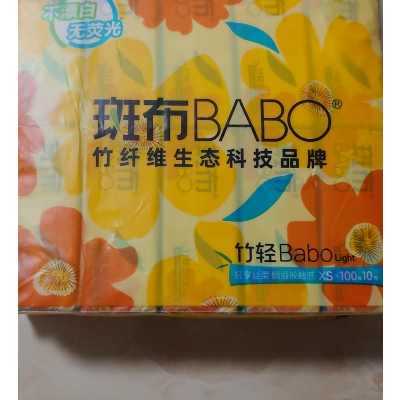 不漂白
无荧光
斑布BABO®
竹纤维生态科技品牌
竹轻Babo Light
XS·100抽10包